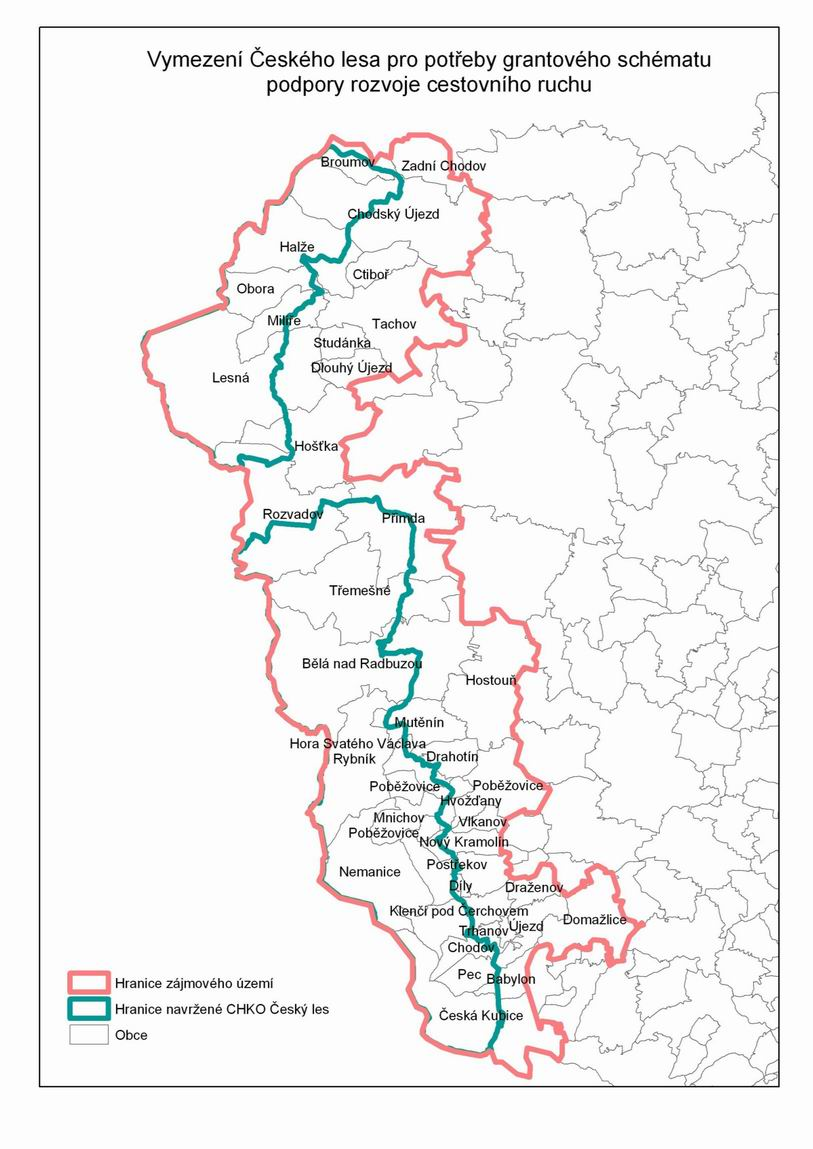 Vymezení Českého lesa pro potřeby grantového schématu
podpory rozvoje cestovního ruchu
Broumov
Zadní Chodov
Chodský Újezd
Halže
Ctiboř
Obora
Milíře
Tachov
Studánka
Dlouhý Újezd
Lesná
Hošťka
Rozvadov
Přimda
Třemešné
Bělá nad Radbuzou
Hostouň
Mutěnín
Hora Svatého Václava
Drahotín
Rybník
Poběžovice
Poběžovice
Hvožďany
Mnichov
Vlkanov
Poběžovice
Nový Kramolín
Postřekov
Nemanice
Díly
Draženov
Klenčí pod Čerchovem
Domažlice
Trhanov
Újezd
Chodov
Pec
Babylon
Česká Kubice
Hranice zájmového území
Hranice navržené CHKO Český les
Obce